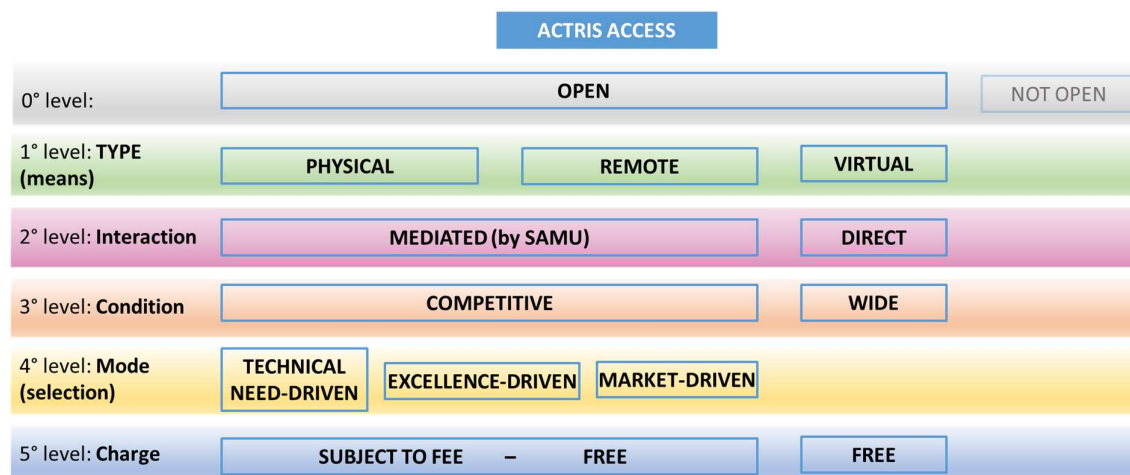 ACTRIS ACCESS
0° level:
OPEN
NOT OPEN
1° level: TYPE
(means)
PHYSICAL
REMOTE
VIRTUAL
2° level: Interaction
MEDIATED (by SAMU)
DIRECT
3° level: Condition
COMPETITIVE
WIDE
4° level: Mode
(selection)
TECHNICAL
NEED-DRIVEN
EXCELLENCE-DRIVEN
MARKET-DRIVEN
5° level: Charge
SUBJECT TO FEE – FREE
FREE